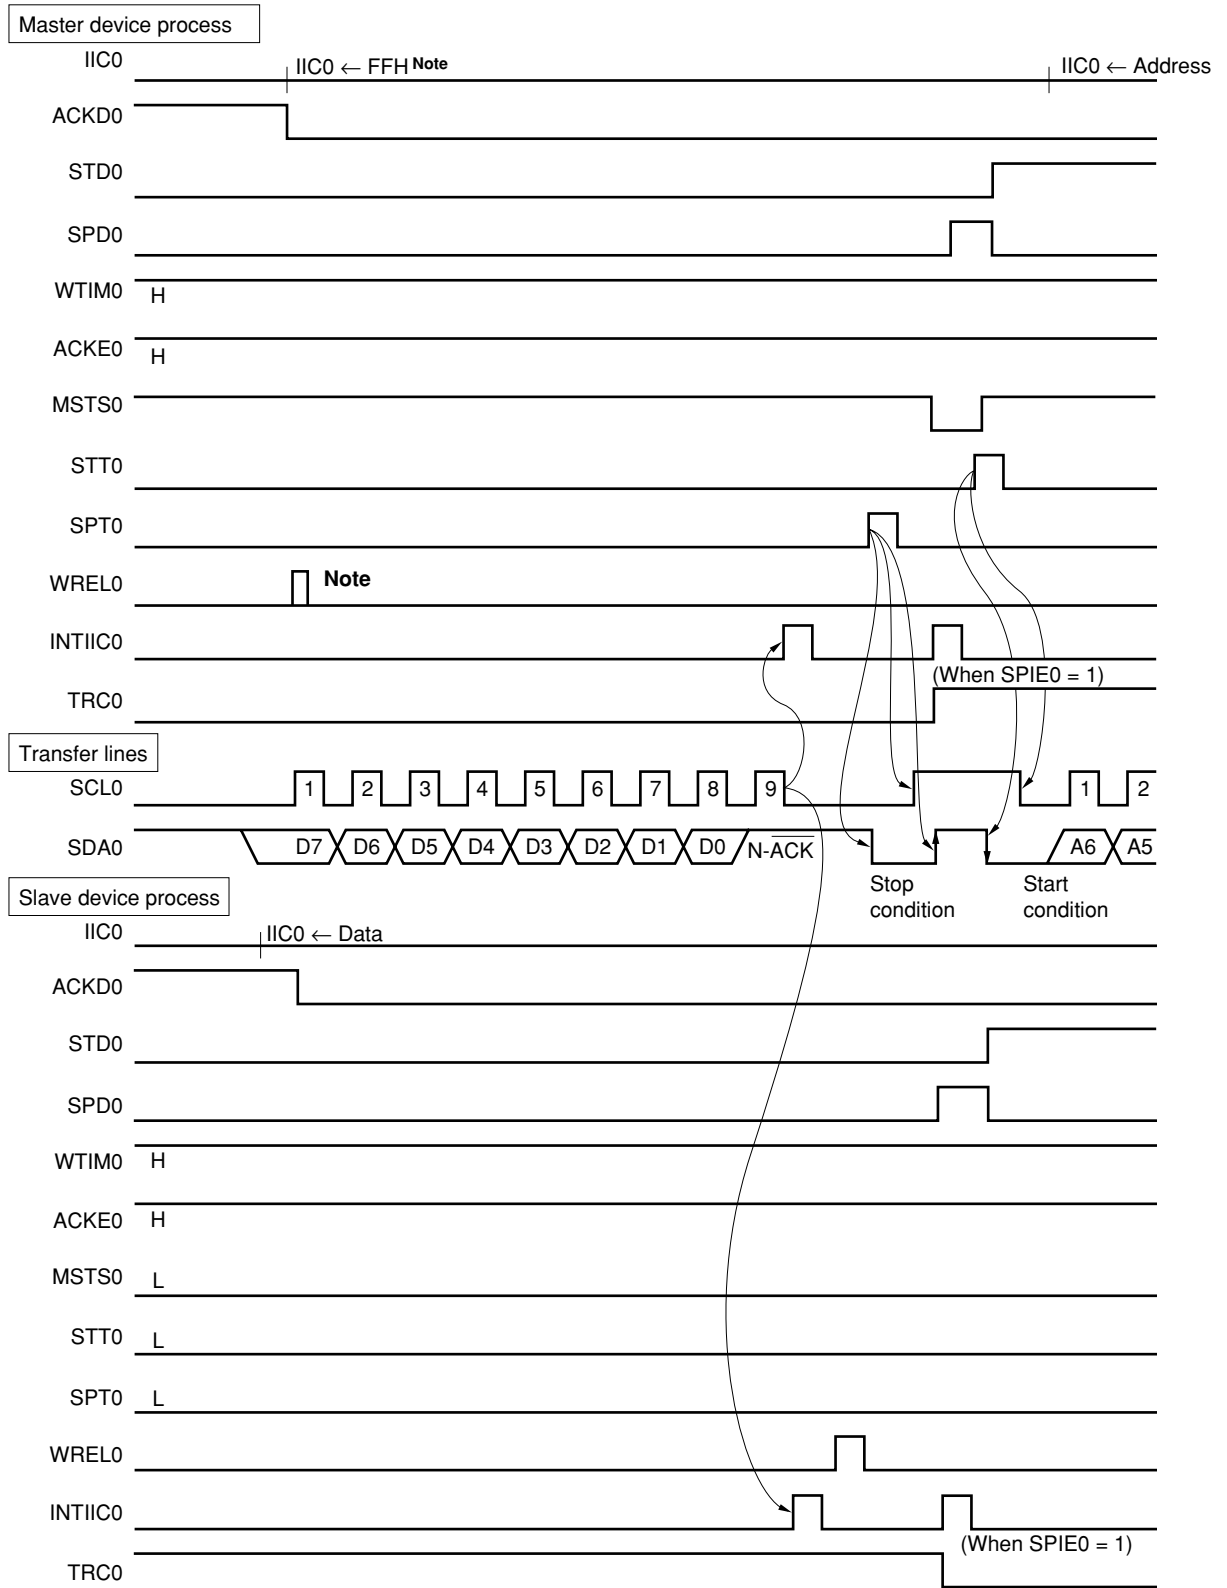 Master device process
IIC0 IIC0 ← FFH Note IIC0 ← Address
ACKD0
STD0
SPD0
WTIM0 H
ACKE0 H
MSTS0
STT0
SPT0
WREL0 Note
INTIIC0
(When SPIE0 = 1)
TRC0
Transfer lines
SCL0 1 2 3 4 5 6 7 8 9 1 2
SDA0 D7 D6 D5 D4 D3 D2 D1 D0 N-A̅C̅K̅ A6 A5
Stop condition
Start condition
Slave device process
IIC0 IIC0 ← Data
ACKD0
STD0
SPD0
WTIM0 H
ACKE0 H
MSTS0 L
STT0 L
SPT0 L
WREL0
INTIIC0
(When SPIE0 = 1)
TRC0